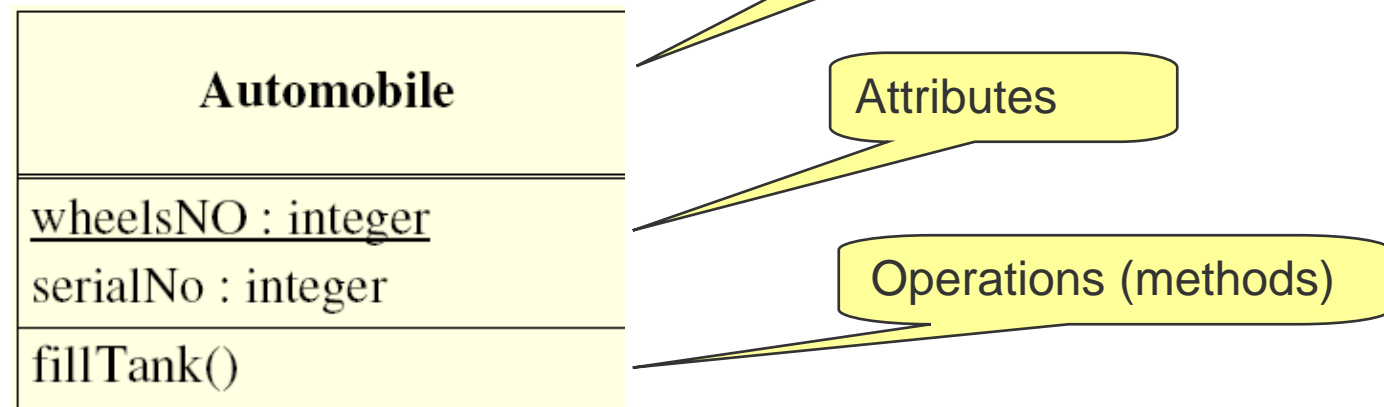 Automobile
Attributes
wheelsNO : integer
serialNo : integer
Operations (methods)
fillTank()